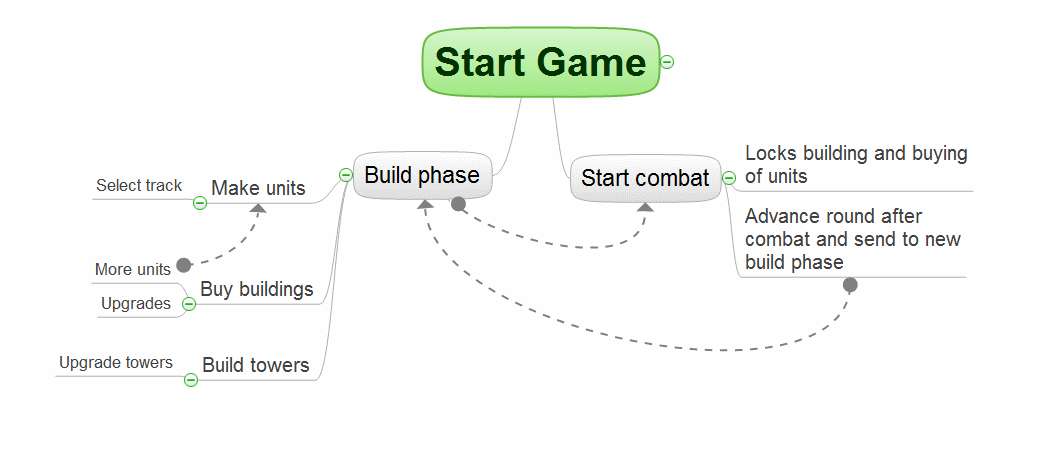 Start Game
Build phase
Start combat
Make units
Select track
Buy buildings
More units
Upgrades
Build towers
Upgrade towers
Locks building and buying
of units
Advance round after
combat and send to new
build phase